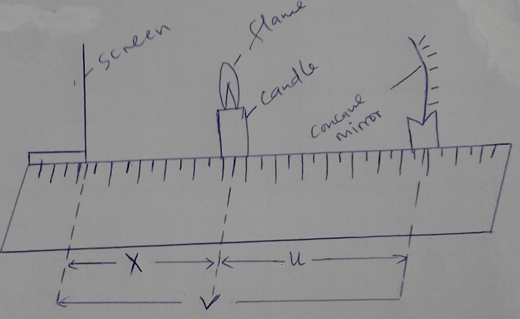 screen
flame
candle
concave
mirror
X
u
V